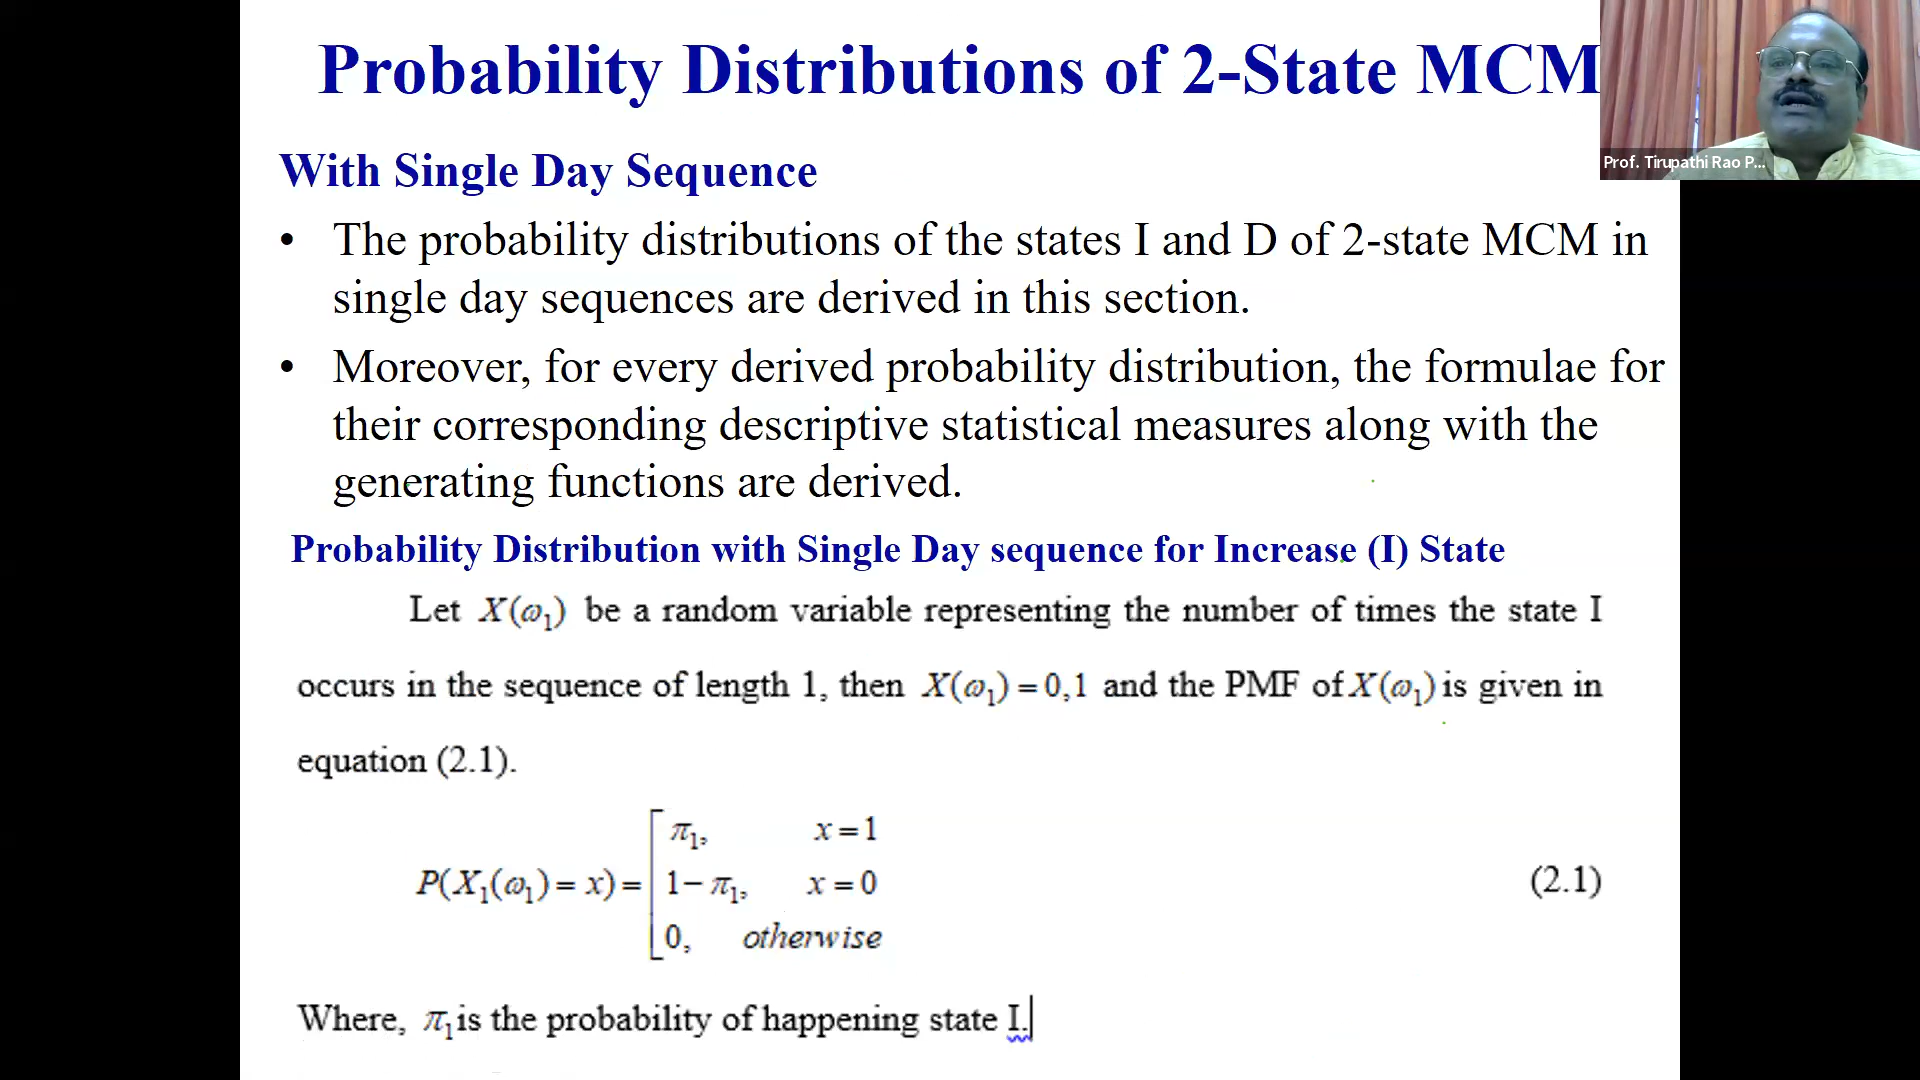 Probability Distributions of 2-State MCM
Prof. Tirupathi Rao P...
With Single Day Sequence
• The probability distributions of the states I and D of 2-state MCM in
single day sequences are derived in this section.
• Moreover, for every derived probability distribution, the formulae for
their corresponding descriptive statistical measures along with the
generating functions are derived.
Probability Distribution with Single Day sequence for Increase (I) State
Let X(ω₁) be a random variable representing the number of times the state I
occurs in the sequence of length 1, then X(ω₁) = 0,1 and the PMF of X(ω₁) is given in
equation (2.1).
π₁, x = 1
P(X₁(ω₁) = x) = 1 − π₁, x = 0 (2.1)
0, otherwise
Where, π₁ is the probability of happening state I.